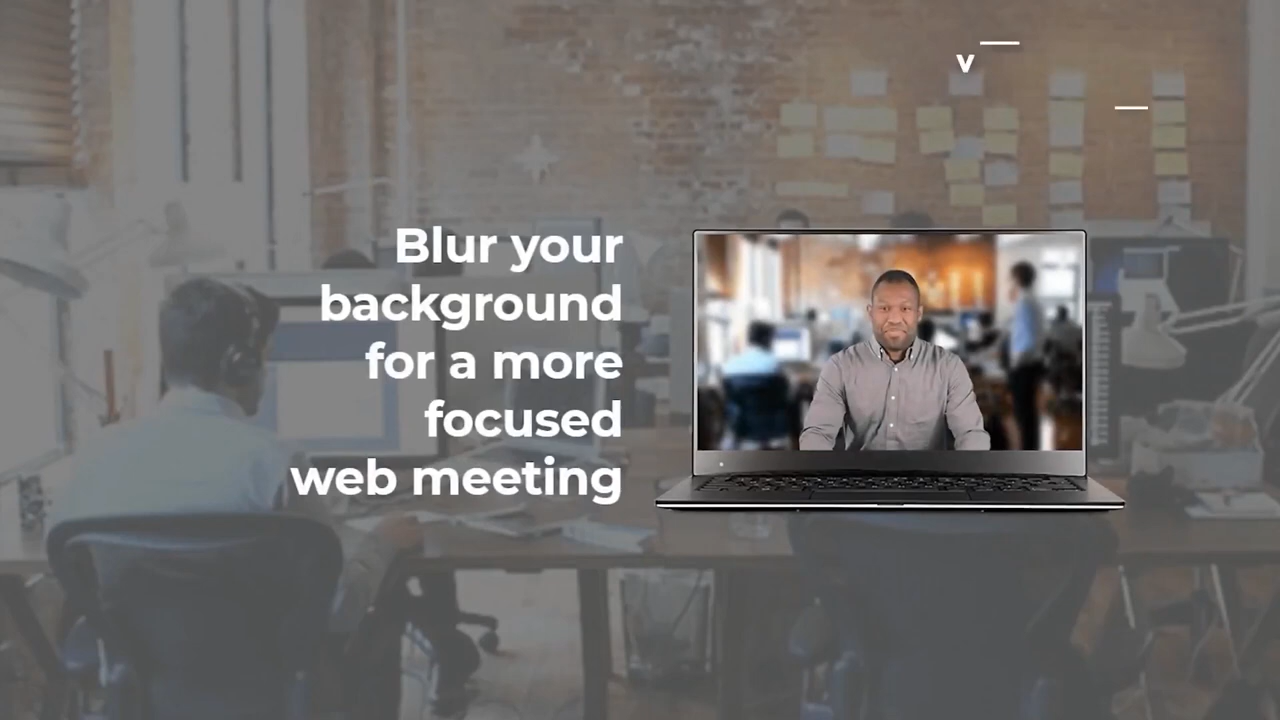 v
Blur your
background
for a more
focused
web meeting